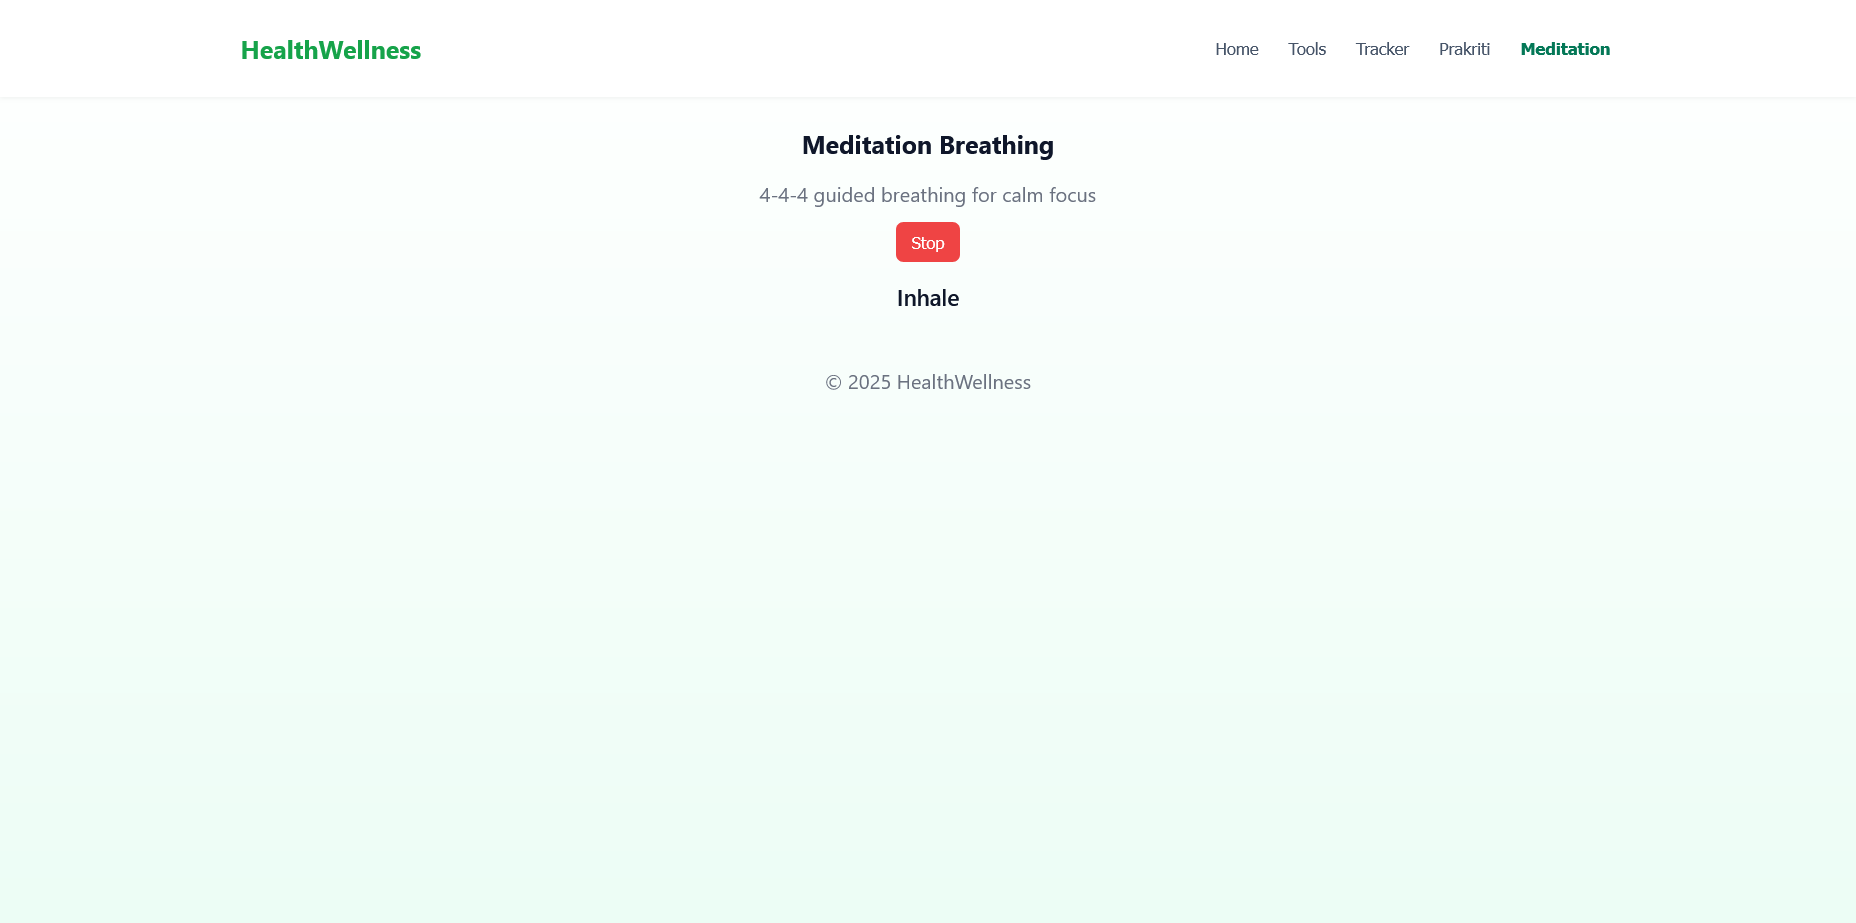 HealthWellness
Home Tools Tracker Prakriti Meditation
Meditation Breathing
4-4-4 guided breathing for calm focus
Stop
Inhale
© 2025 HealthWellness